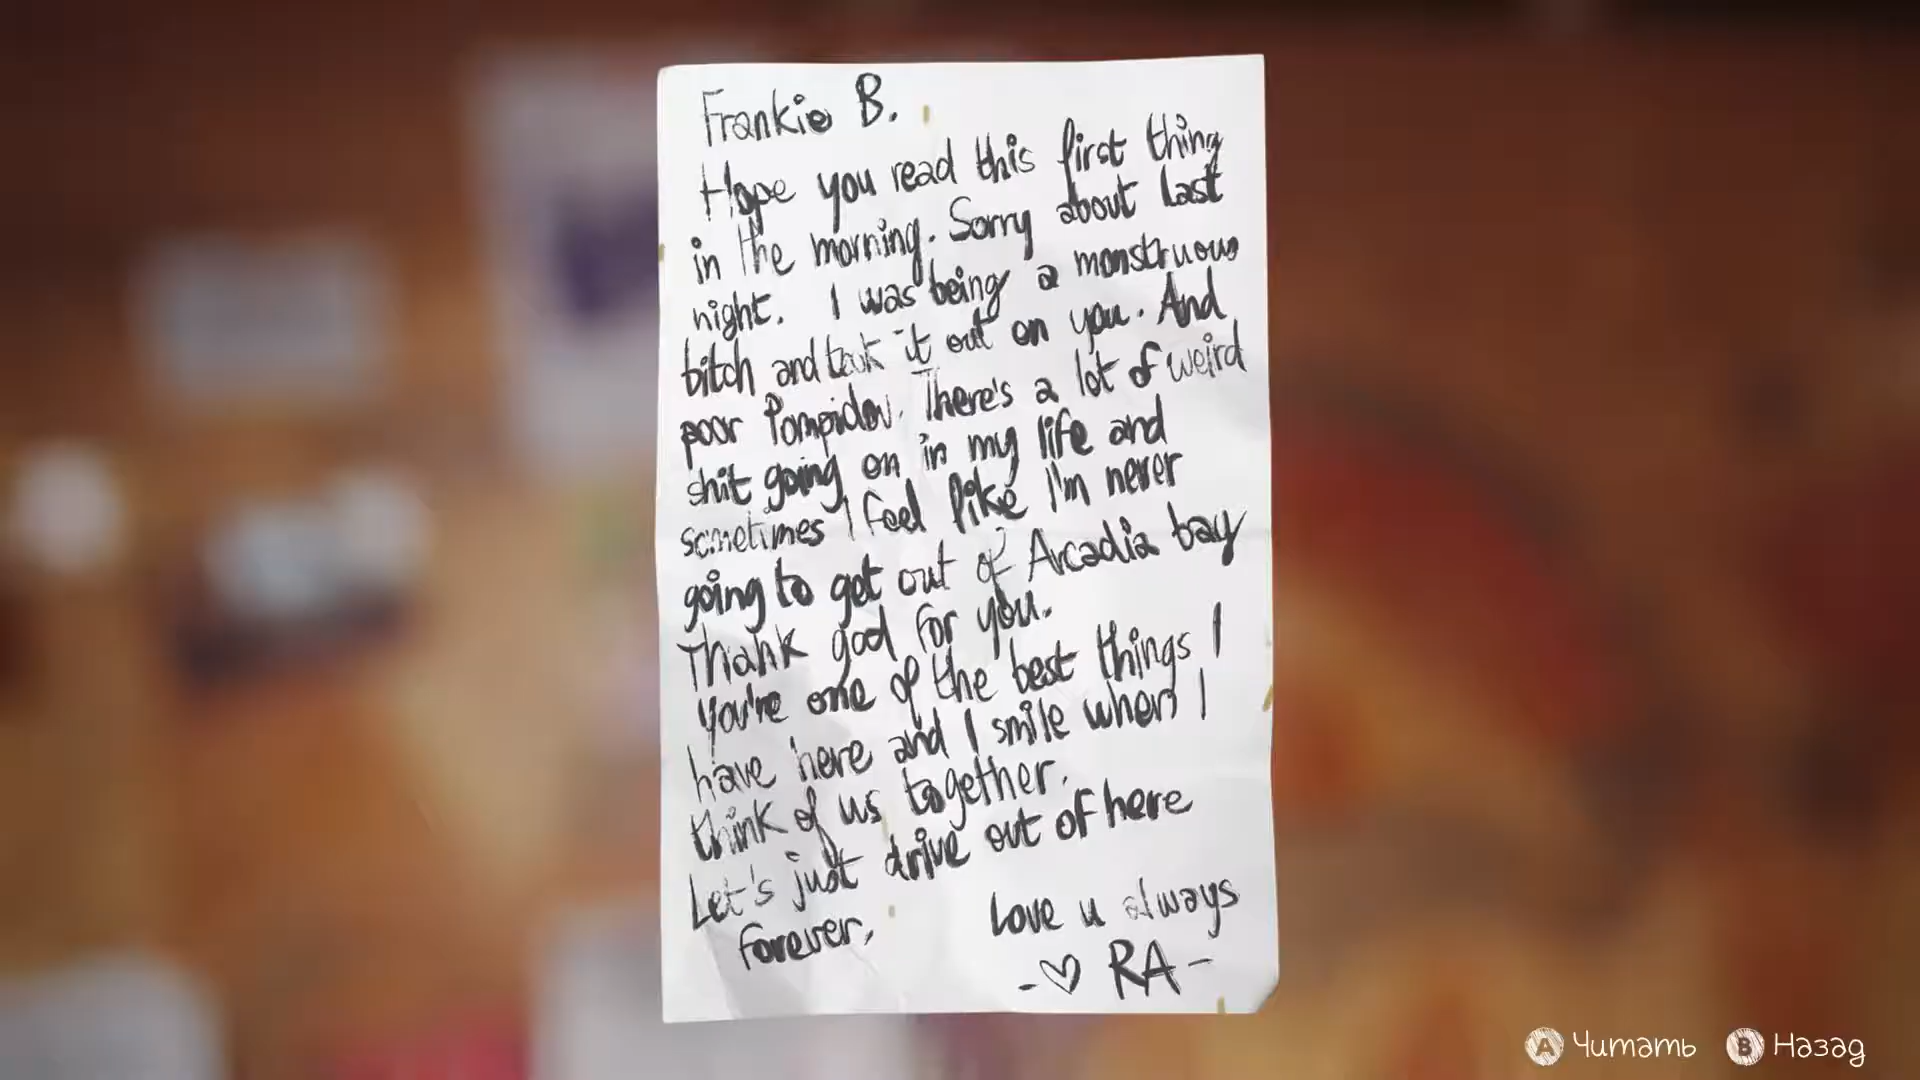 Frankie B.
Hope you read this first thing
in the morning. Sorry about last
night. I was being a monstruous
bitch and took it out on you. And
poor Pompidou. There's a lot of weird
shit going on in my life and
sometimes I feel like I'm never
going to get out of Arcadia bay
Thank god for you.
You're one of the best things I
have here and I smile when I
think of us together.
Let's just drive out of here
forever,
Love u always
-♡ RA-
A Читать B Назад